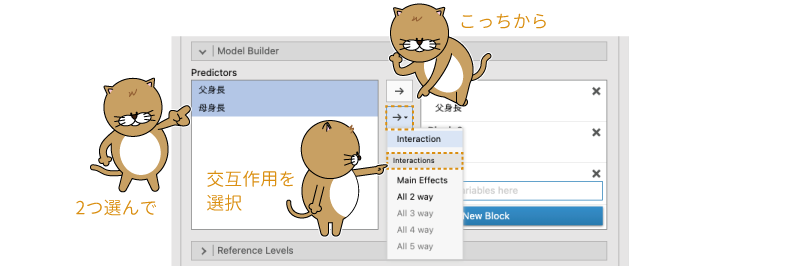 こっちから
Model Builder
Predictors
父身長
母身長
父身長
2つ選んで
交互作用を
選択
Interaction
Interactions
Main Effects
All 2 way
All 3 way
All 4 way
All 5 way
variables here
New Block
Reference Levels